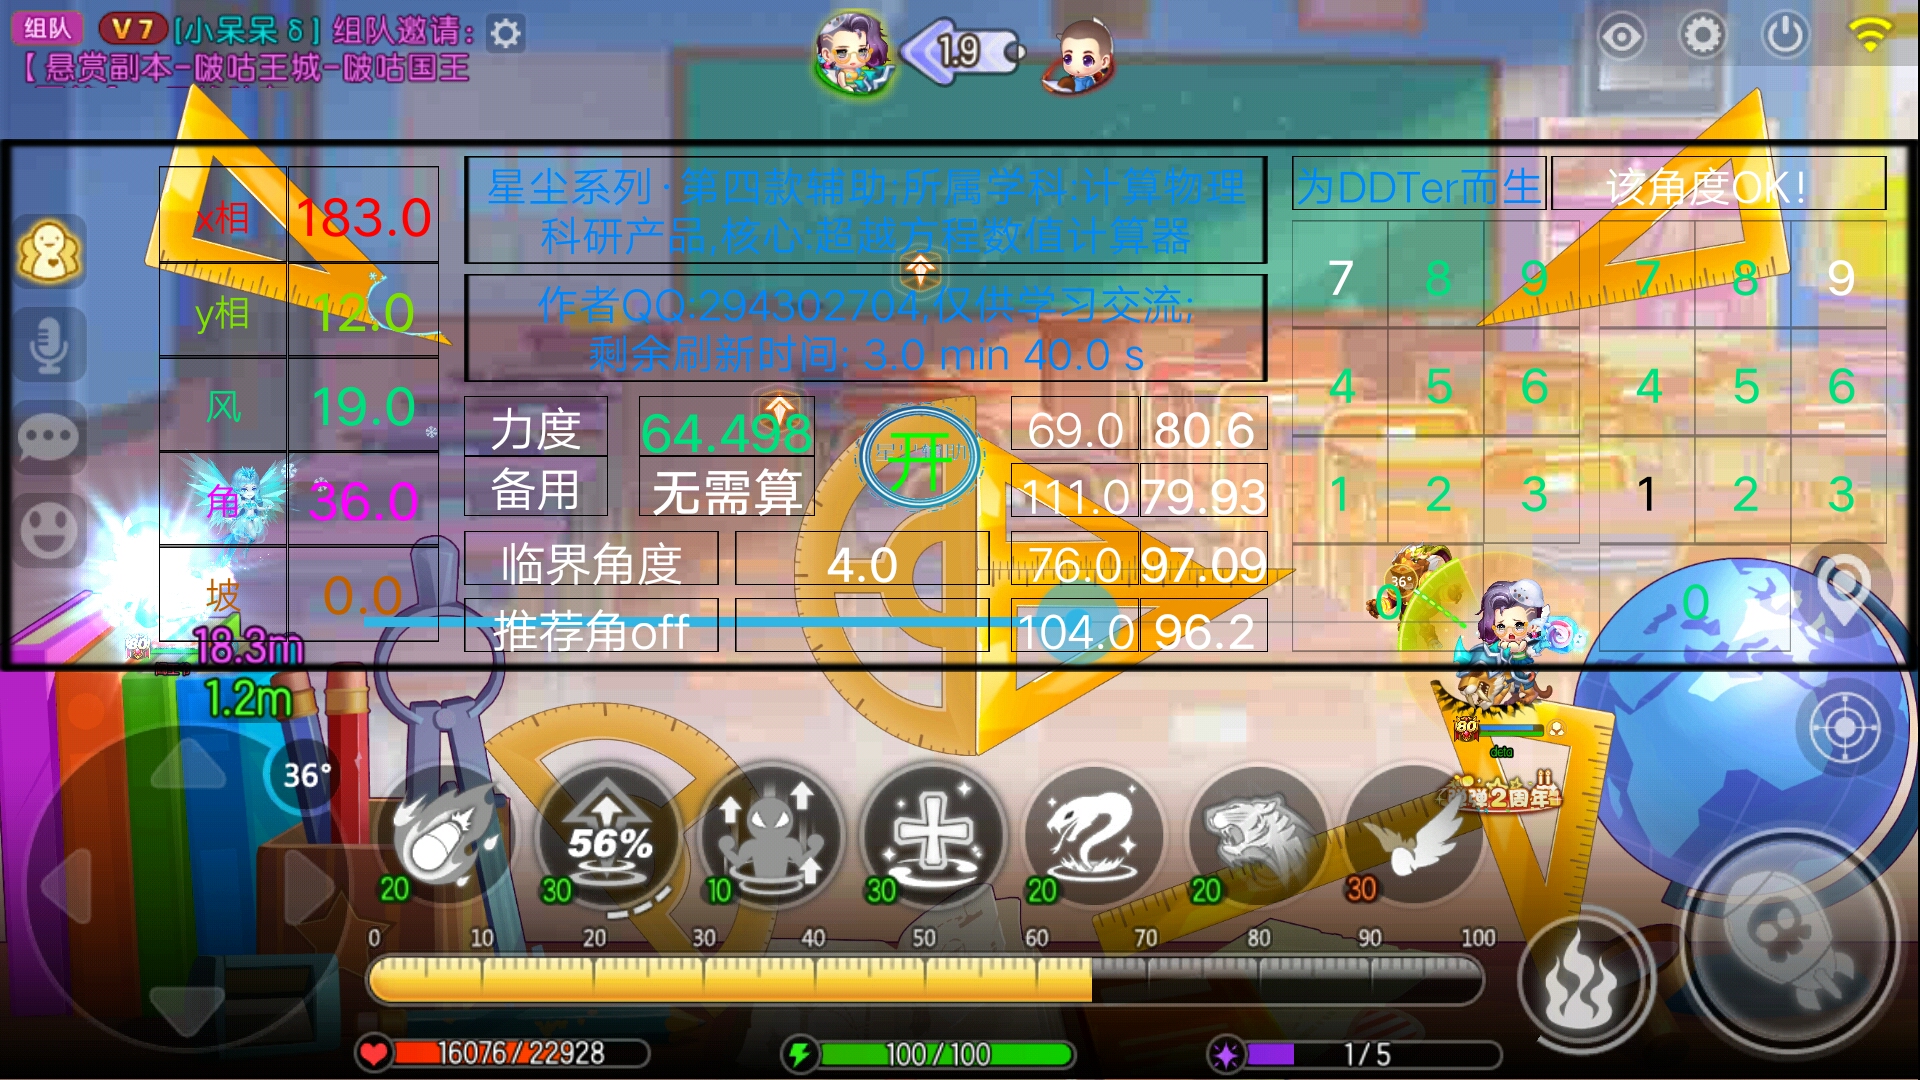 组队 V7 [小呆呆δ] 组队邀请:
【悬赏副本-啵咕王城-啵咕国王
1.9
x相 183.0
y相 12.0
风 19.0
角 36.0
坡 0.0
星尘系列·第四款辅助;所属学科:计算物理
科研产品,核心:超越方程数值计算器
作者QQ:294302704,仅供学习交流;
剩余刷新时间: 3.0 min 40.0 s
力度 64.498
备用 无需算
开
临界角度 4.0
推荐角off
69.0 80.6
111.0 79.93
76.0 97.09
104.0 96.2
为DDTer而生 该角度OK!
7 8 9 7 8 9
4 5 6 4 5 6
1 2 3 1 2 3
0 0
36°
18.3m
1.2m
80
deta
弹弹2周年
36°
56%
20 30 10 30 20 20 30
0 10 20 30 40 50 60 70 80 90 100
16076/22928 100/100 1/5